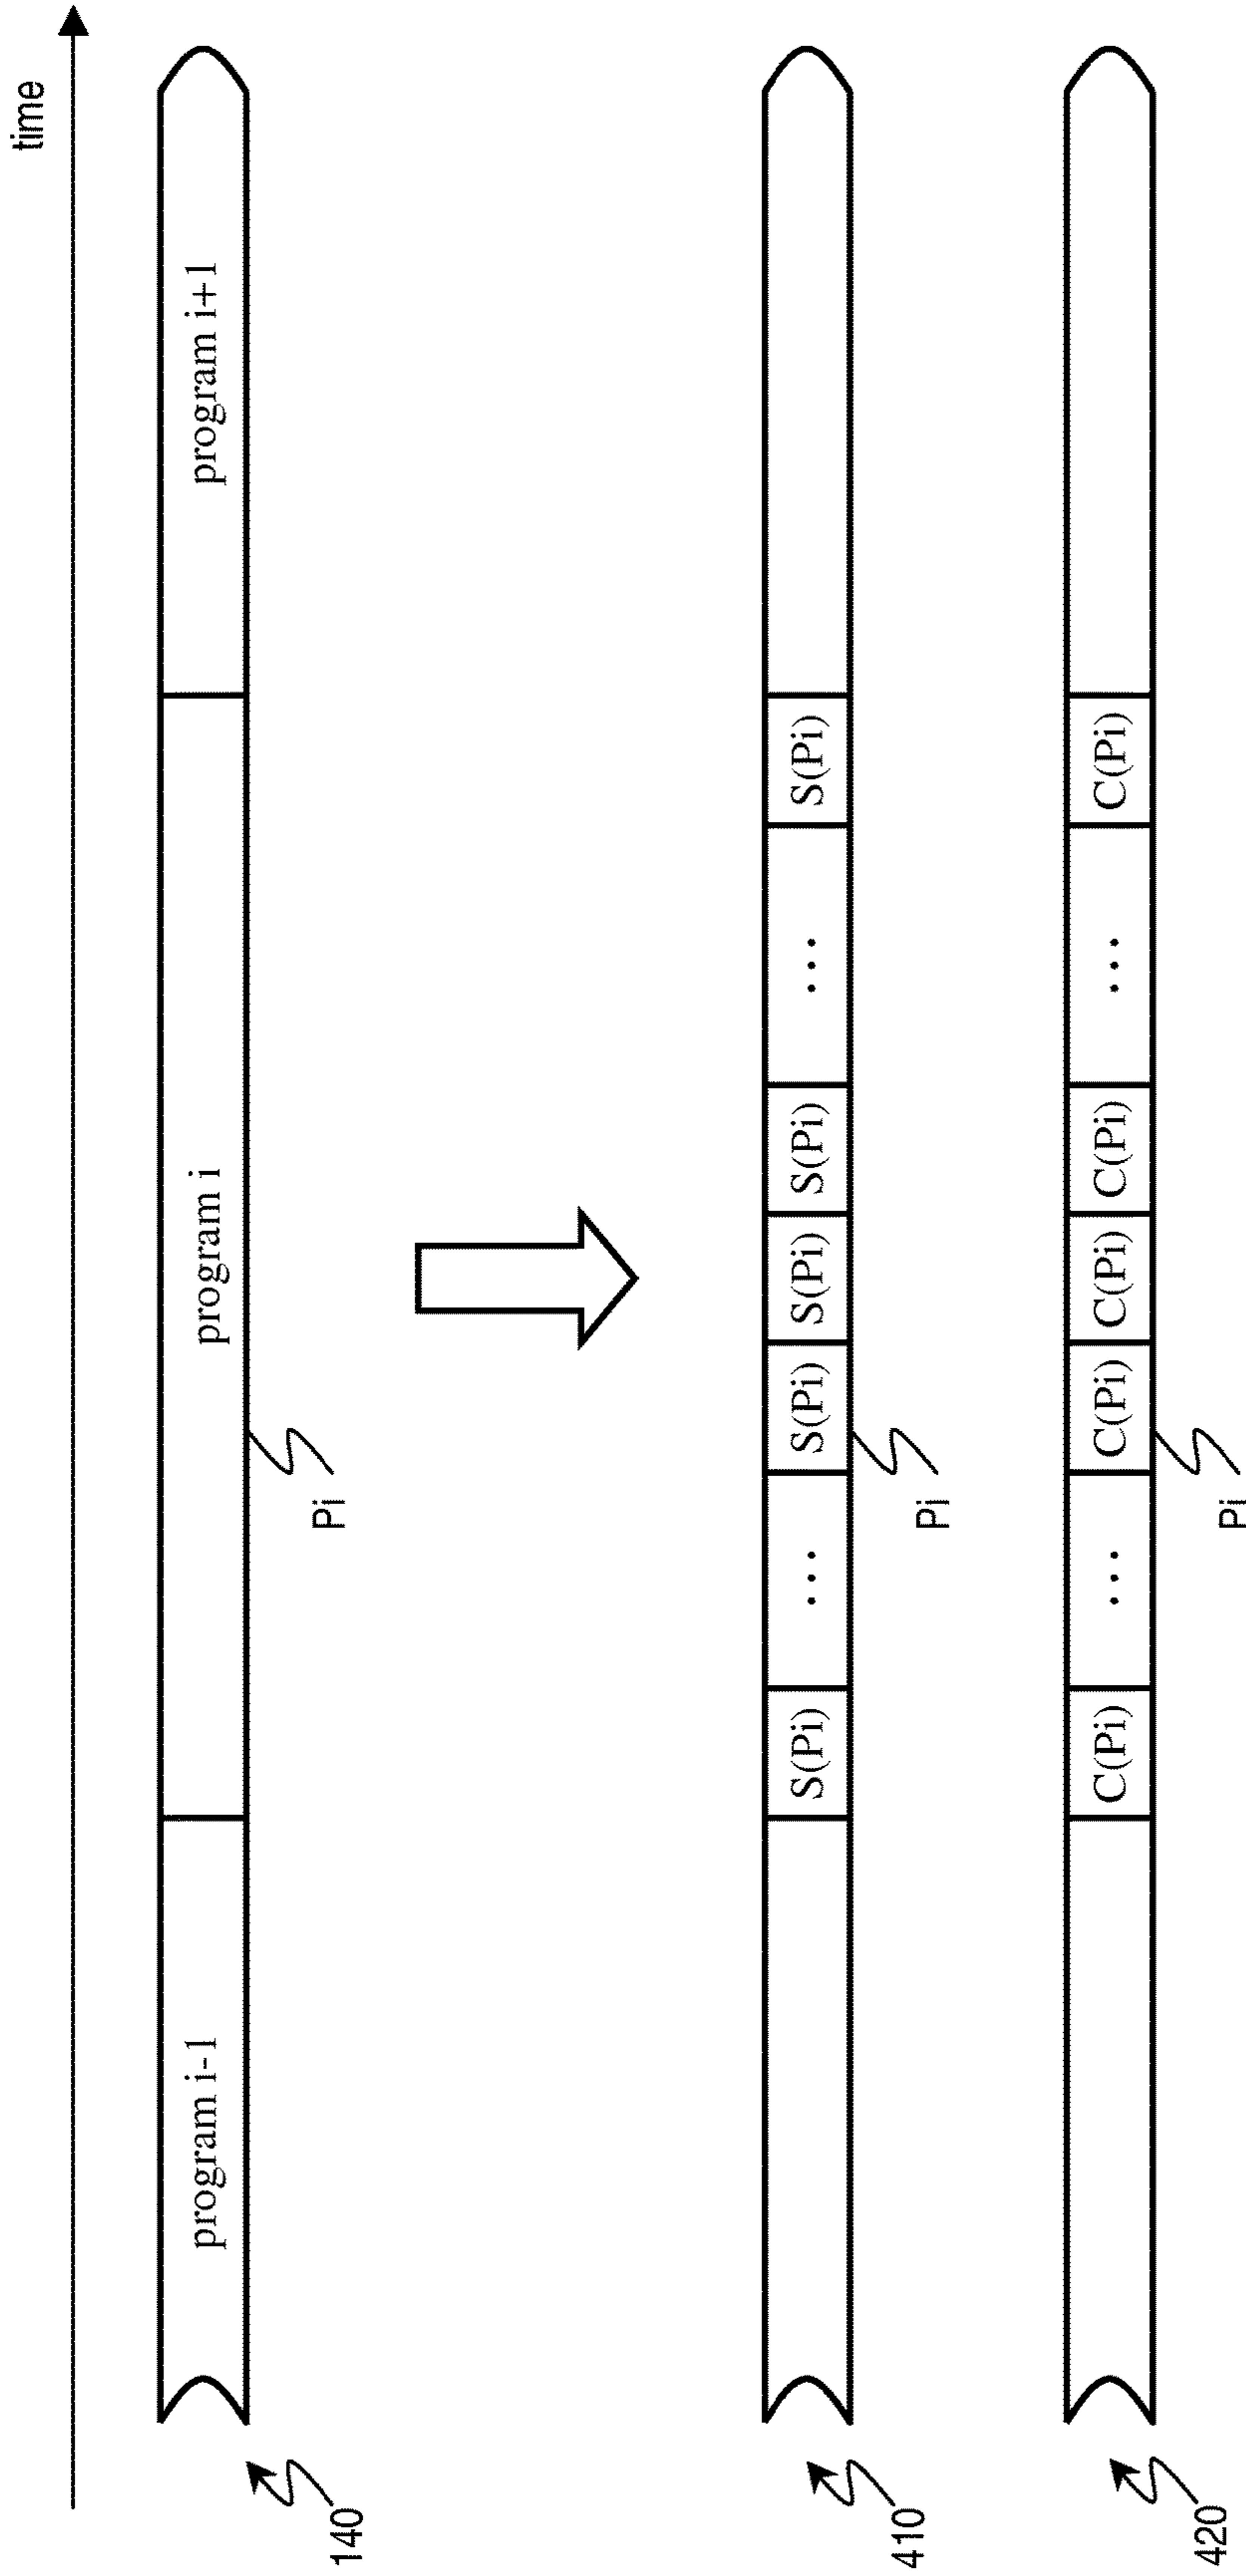 time
program i-1
program i
program i+1
Pi
140
S(Pi)
...
S(Pi)
S(Pi)
S(Pi)
...
S(Pi)
Pi
410
C(Pi)
...
C(Pi)
C(Pi)
C(Pi)
...
C(Pi)
Pi
420